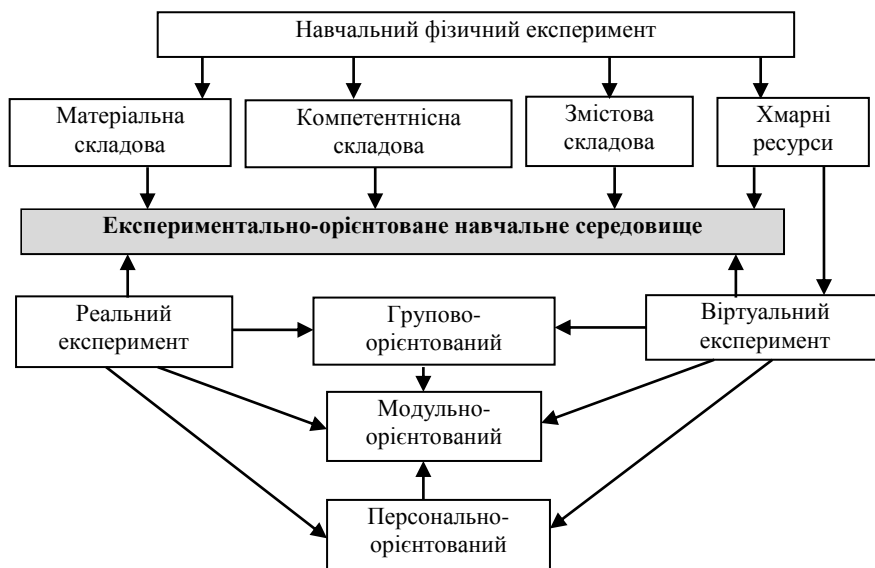 Навчальний фізичний експеримент
Матеріальна
складова
Компетентнісна
складова
Змістова
складова
Хмарні
ресурси
Експериментально-орієнтоване навчальне середовище
Реальний
експеримент
Групово-
орієнтований
Віртуальний
експеримент
Модульно-
орієнтований
Персонально-
орієнтований